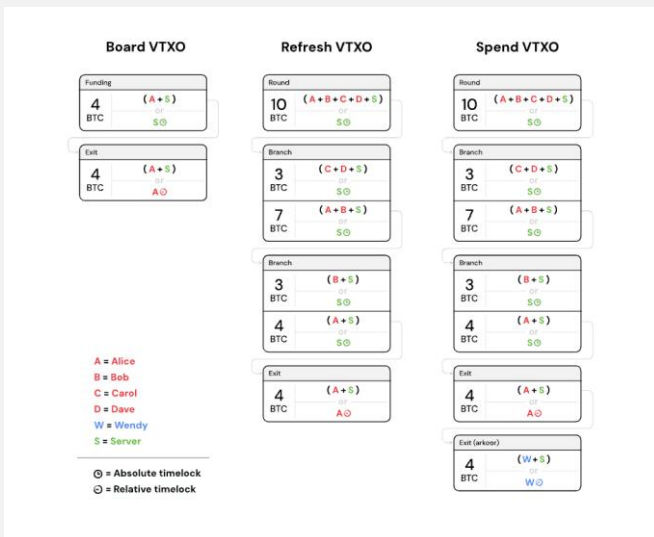 Board VTXO
Funding
4
BTC
(A+S)
or
S
Exit
4
BTC
(A+S)
or
A
A = Alice
B = Bob
C = Carol
D = Dave
W = Wendy
S = Server
= Absolute timelock
= Relative timelock
Refresh VTXO
Round
10
BTC
(A+B+C+D+S)
or
S
Branch
3
BTC
(C+D+S)
or
S
7
BTC
(A+B+S)
or
S
Branch
3
BTC
(B+S)
or
S
4
BTC
(A+S)
or
S
Exit
4
BTC
(A+S)
or
A
Spend VTXO
Round
10
BTC
(A+B+C+D+S)
or
S
Branch
3
BTC
(C+D+S)
or
S
7
BTC
(A+B+S)
or
S
Branch
3
BTC
(B+S)
or
S
4
BTC
(A+S)
or
S
Exit
4
BTC
(A+S)
or
A
Exit (arkoor)
4
BTC
(W+S)
or
W